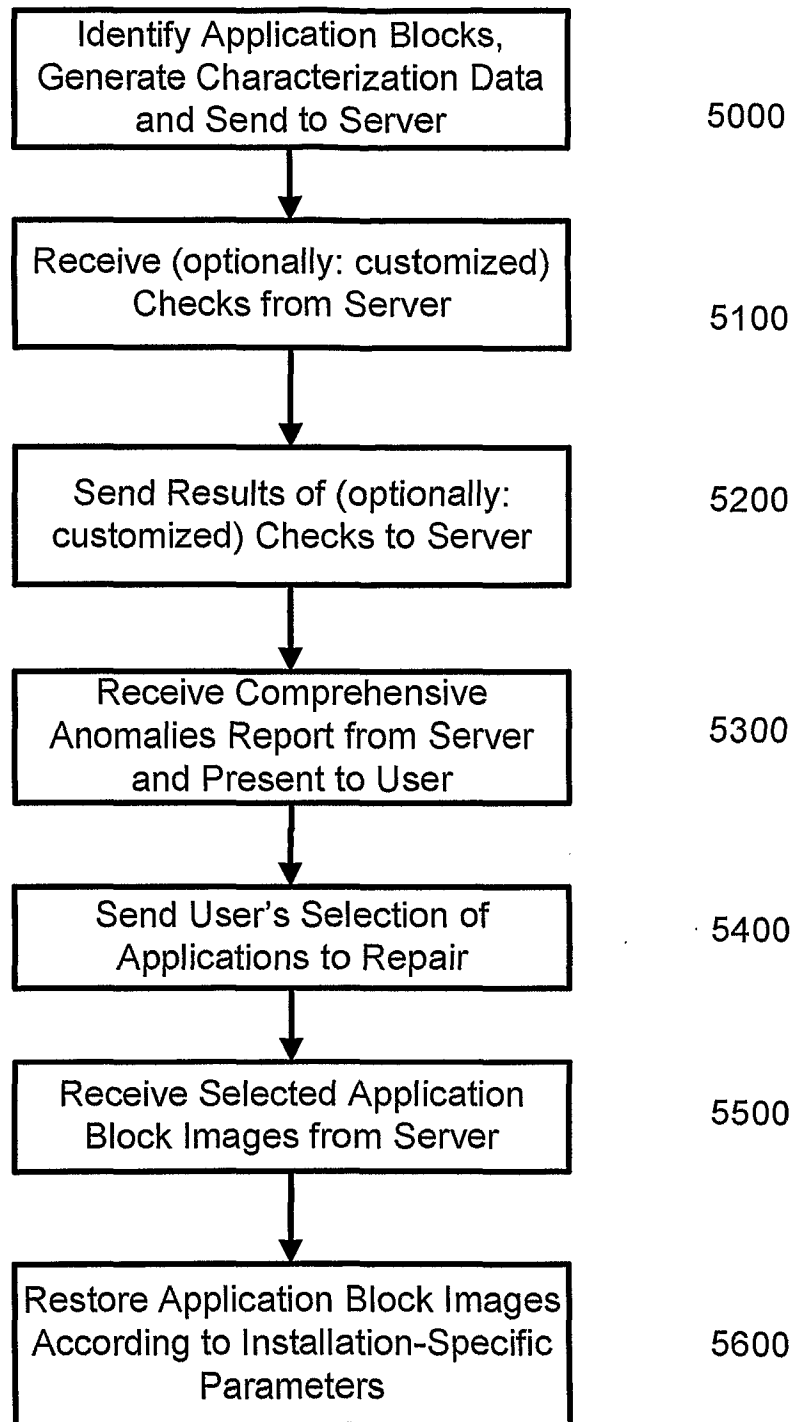 Identify Application Blocks,
Generate Characterization Data
and Send to Server
5000
Receive (optionally: customized)
Checks from Server
5100
Send Results of (optionally:
customized) Checks to Server
5200
Receive Comprehensive
Anomalies Report from Server
and Present to User
5300
Send User's Selection of
Applications to Repair
5400
Receive Selected Application
Block Images from Server
5500
Restore Application Block Images
According to Installation-Specific
Parameters
5600